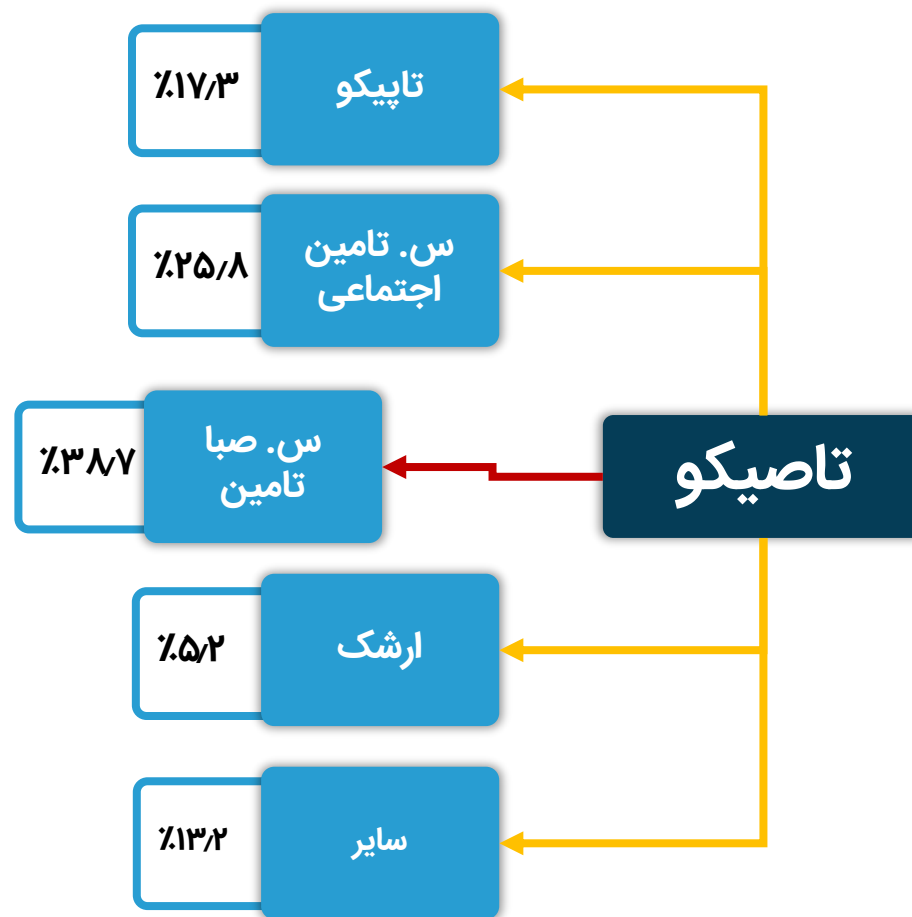 تاپیکو
٪۱۷٫۳
س. تامین
اجتماعی
٪۲۵٫۸
تاصیکو
س. صبا
تامین
٪۳۸٫۷
ارشک
٪۵٫۲
سایر
٪۱۳٫۲